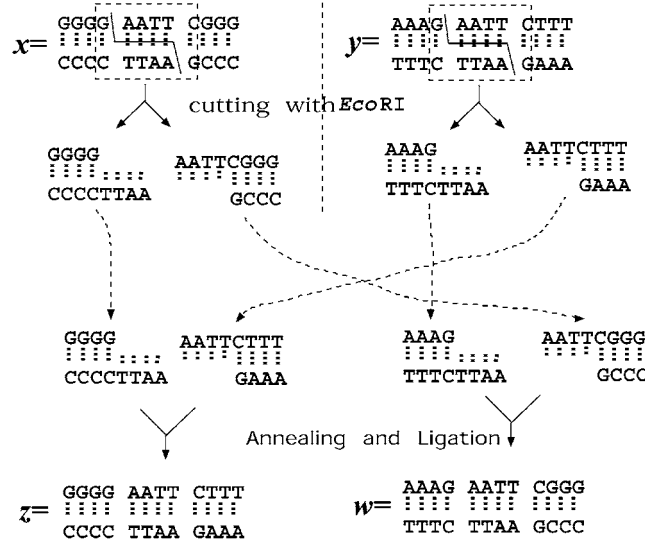 x= GGGG AATT CGGG
CCCC TTAA GCCC
y= AAAG AATT CTTT
TTTC TTAA GAAA
cutting with EcoRI
GGGG
CCCCTTAA
AATTCGGG
GCCC
AAAG
TTTCTTAA
AATTCTTT
GAAA
GGGG
CCCCTTAA
AATTCTTT
GAAA
AAAG
TTTCTTAA
AATTCGGG
GCCC
Annealing and Ligation
z= GGGG AATT CTTT
CCCC TTAA GAAA
w= AAAG AATT CGGG
TTTC TTAA GCCC